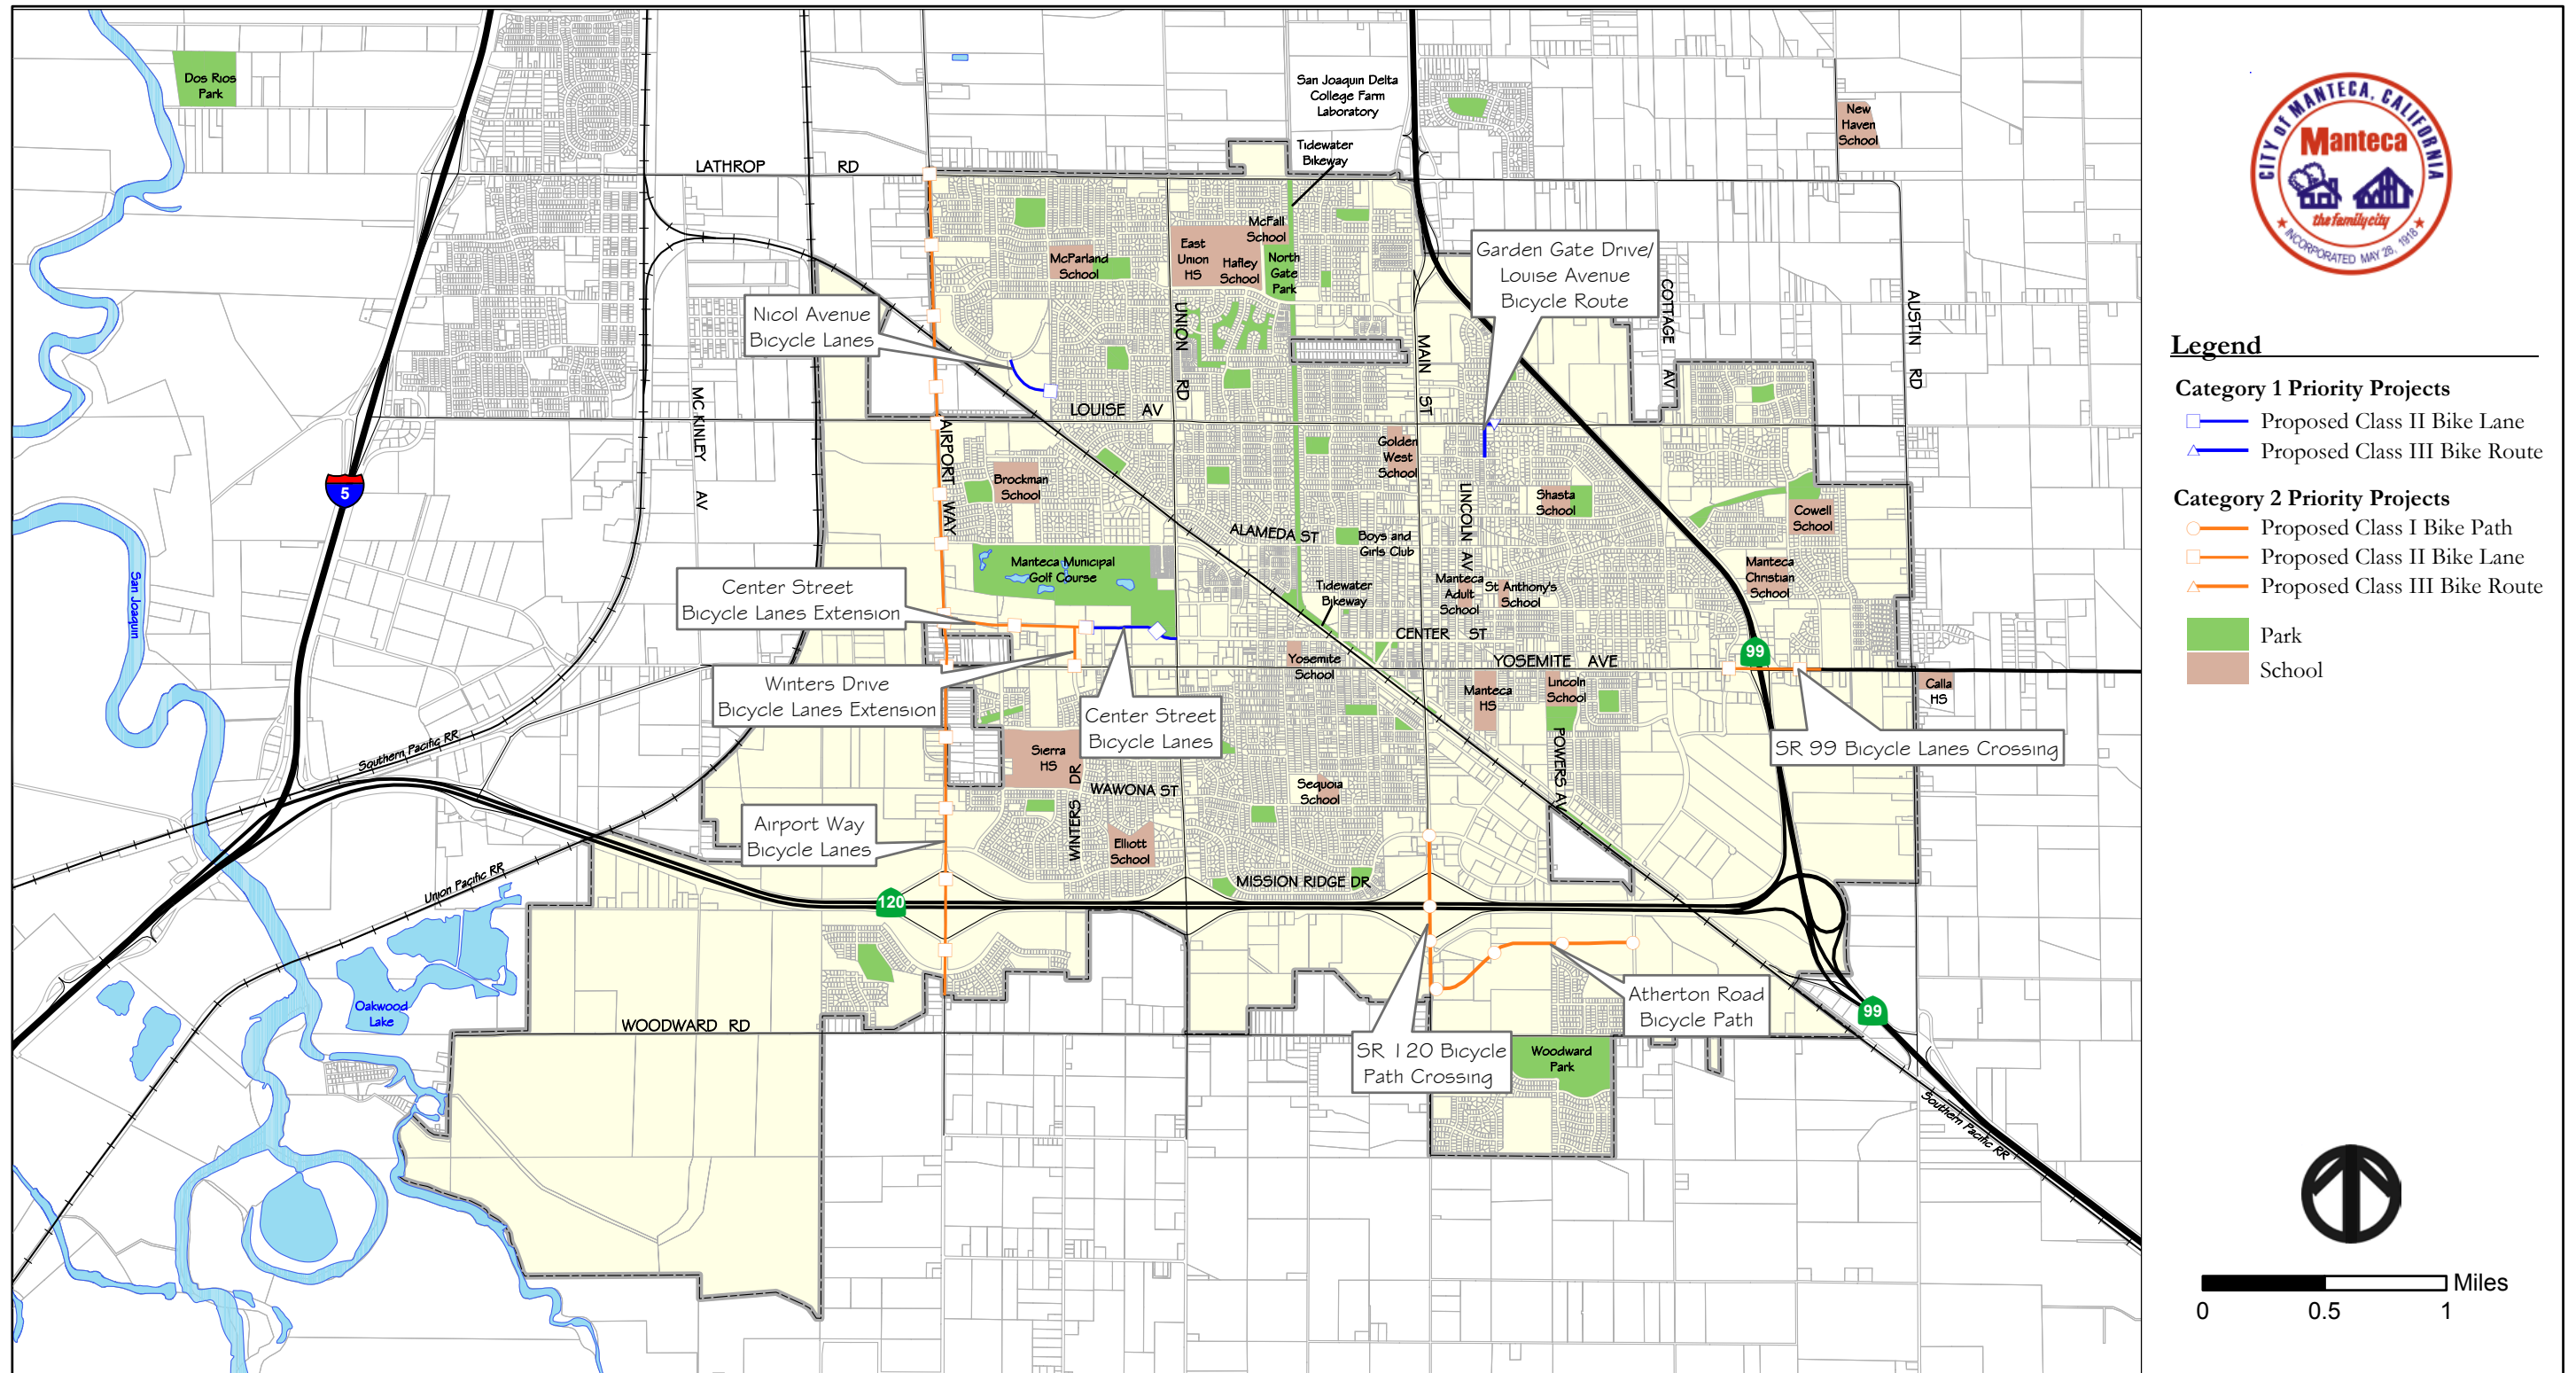 Dos Rios
Park
San Joaquin Delta
College Farm
Laboratory
New
Haven
School
Tidewater
Bikeway
LATHROP RD
McFall
School
East
Union
HS
Hafley
School
North
Gate
Park
McParland
School
Garden Gate Drive/
Louise Avenue
Bicycle Route
COTTAGE AV
AUSTIN RD
Nicol Avenue
Bicycle Lanes
UNION RD
MAIN ST
MC KINLEY AV
LOUISE AV
AIRPORT WAY
Golden
West
School
Brockman
School
5
LINCOLN AV
Shasta
School
Cowell
School
ALAMEDA ST
Boys and
Girls Club
Manteca Municipal
Golf Course
Manteca
Christian
School
San Joaquin
Center Street
Bicycle Lanes Extension
Tidewater
Bikeway
Manteca
Adult
School
St Anthony's
School
CENTER ST
YOSEMITE AVE
99
Yosemite
School
Winters Drive
Bicycle Lanes Extension
Manteca
HS
Lincoln
School
Calla
HS
Center Street
Bicycle Lanes
SR 99 Bicycle Lanes Crossing
Southern Pacific RR
Sierra
HS
POWERS AV
WINTERS DR
WAWONA ST
Sequoia
School
Airport Way
Bicycle Lanes
Elliott
School
MISSION RIDGE DR
Union Pacific RR
120
Oakwood
Lake
WOODWARD RD
Atherton Road
Bicycle Path
99
SR 120 Bicycle
Path Crossing
Woodward
Park
Southern Pacific RR
CITY OF MANTECA, CALIFORNIA
Manteca
the family city
INCORPORATED MAY 28, 1918
Legend
Category 1 Priority Projects
Proposed Class II Bike Lane
Proposed Class III Bike Route
Category 2 Priority Projects
Proposed Class I Bike Path
Proposed Class II Bike Lane
Proposed Class III Bike Route
Park
School
Miles
0 0.5 1